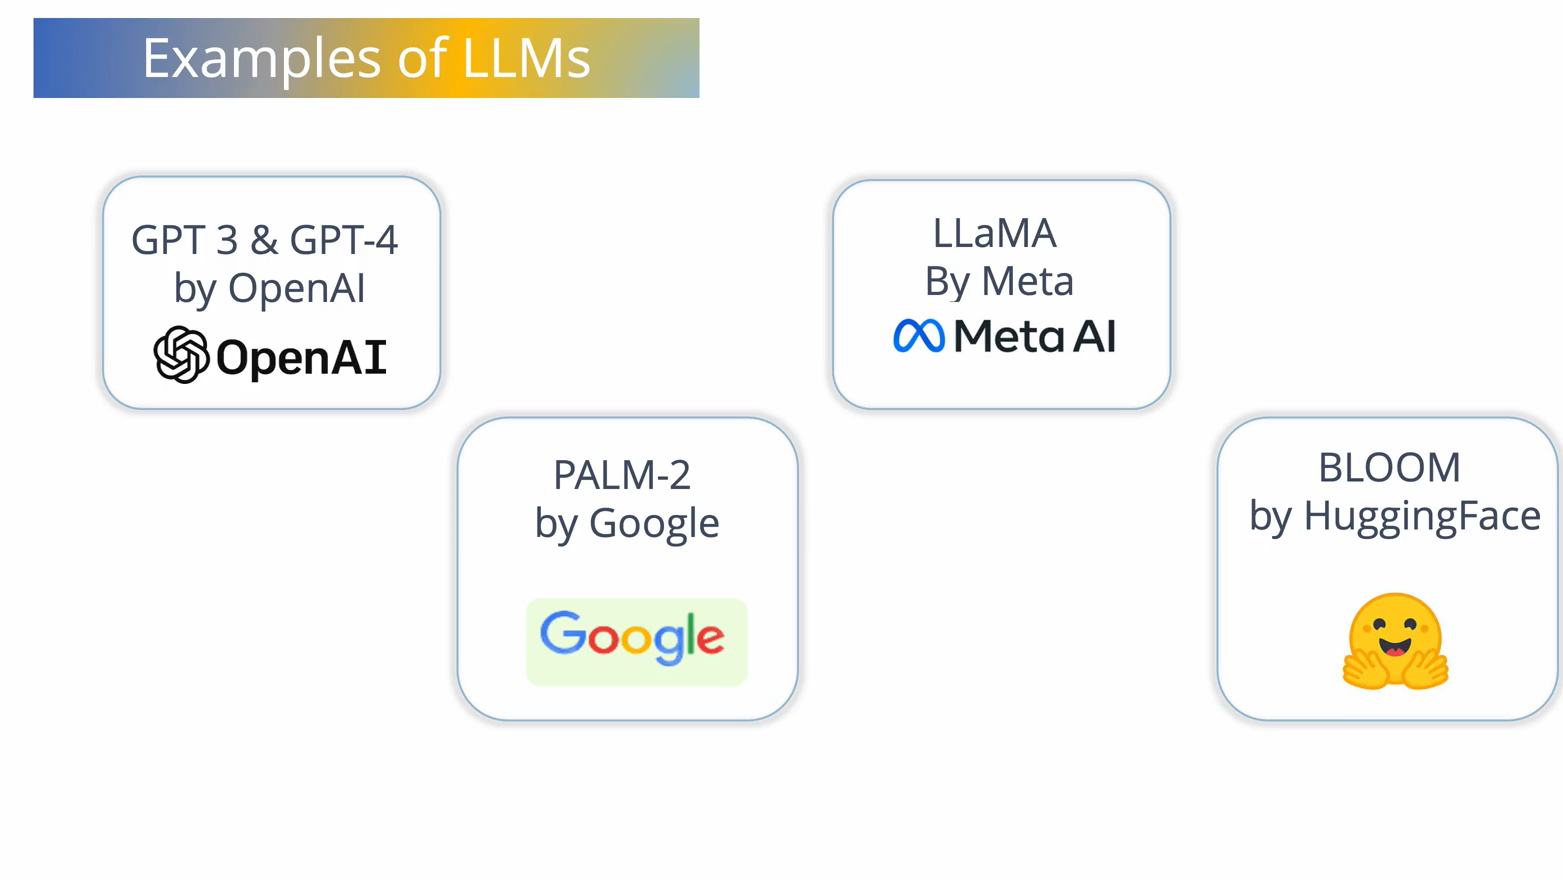 Examples of LLMs
GPT 3 & GPT-4
by OpenAI
OpenAI
LLaMA
By Meta
Meta AI
PALM-2
by Google
Google
BLOOM
by HuggingFace